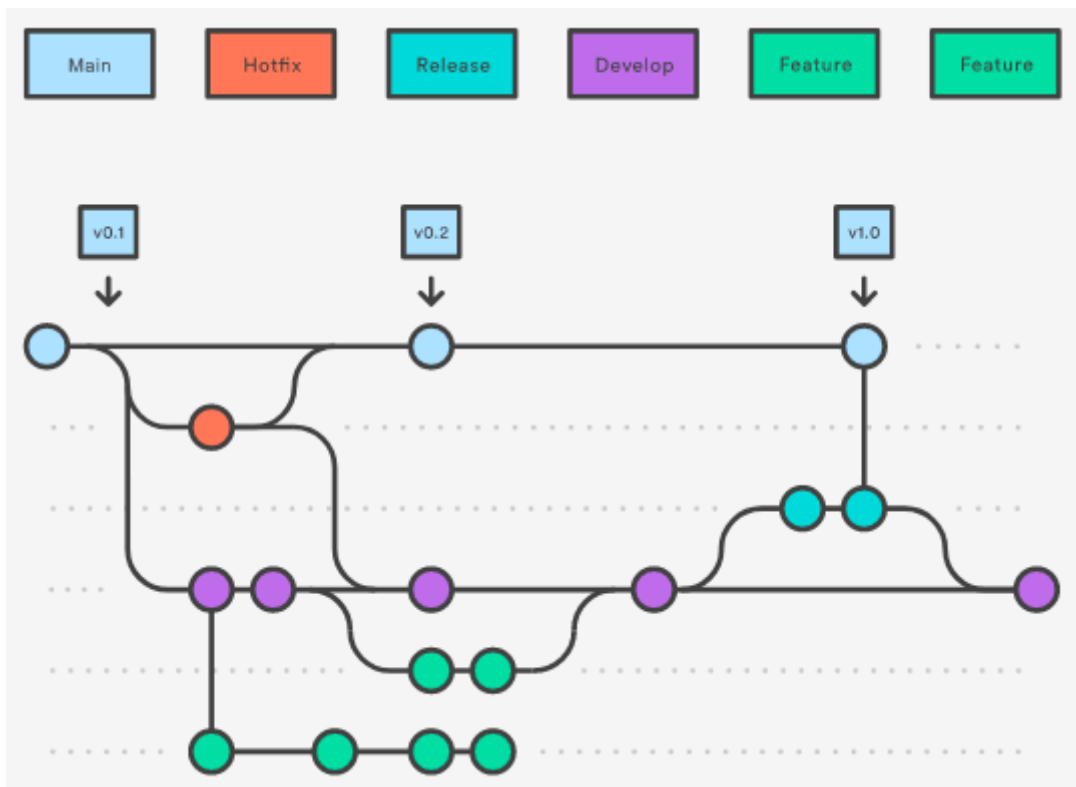 Main
Hotfix
Release
Develop
Feature
Feature
v0.1
v0.2
v1.0